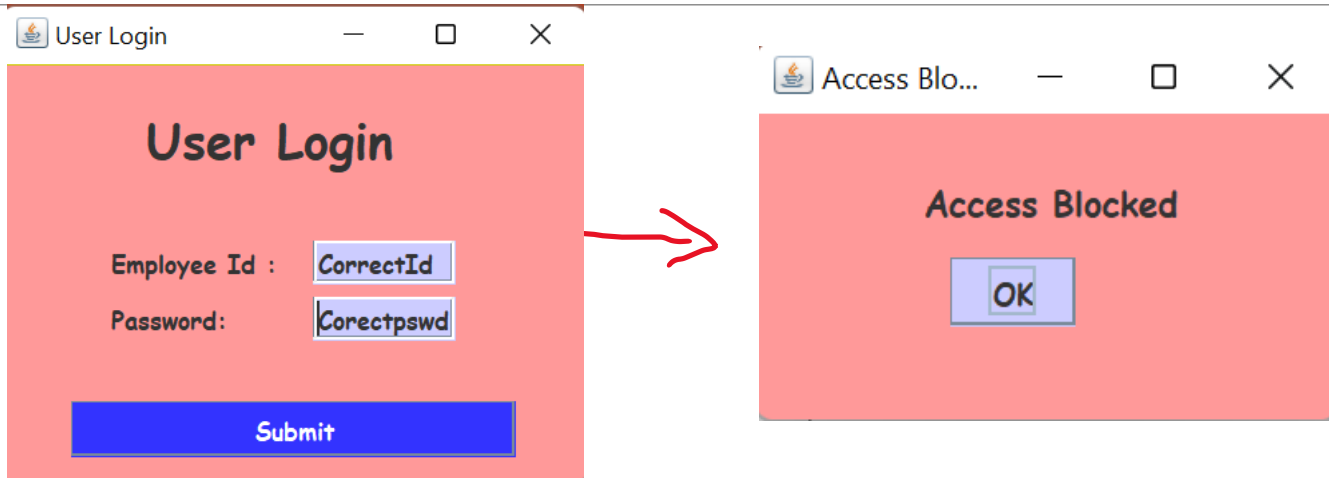 User Login
User Login
Employee Id :
CorrectId
Password:
Corectpswd
Submit
Access Blo...
Access Blocked
OK